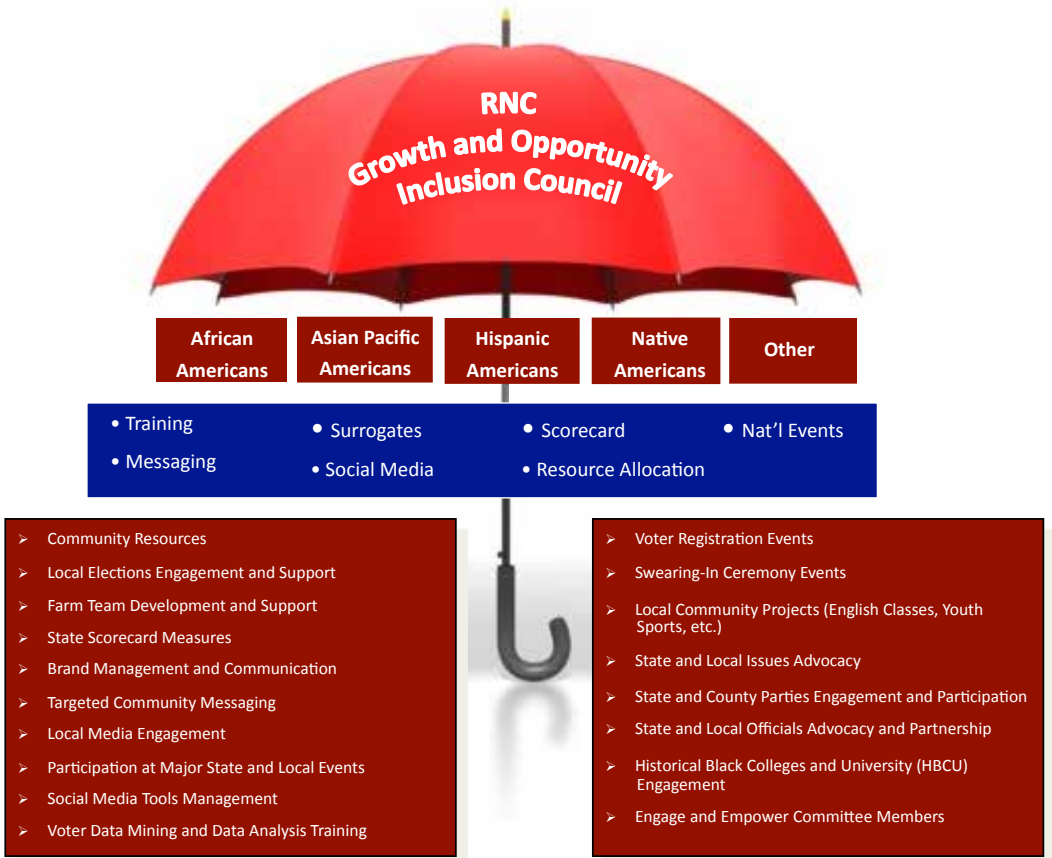 RNC
Growth and Opportunity
Inclusion Council
African
Americans
Asian Pacific
Americans
Hispanic
Americans
Native
Americans
Other
• Training
• Messaging
• Surrogates
• Social Media
• Scorecard
• Resource Allocation
• Nat’l Events
➢ Community Resources
➢ Local Elections Engagement and Support
➢ Farm Team Development and Support
➢ State Scorecard Measures
➢ Brand Management and Communication
➢ Targeted Community Messaging
➢ Local Media Engagement
➢ Participation at Major State and Local Events
➢ Social Media Tools Management
➢ Voter Data Mining and Data Analysis Training
➢ Voter Registration Events
➢ Swearing-In Ceremony Events
➢ Local Community Projects (English Classes, Youth
Sports, etc.)
➢ State and Local Issues Advocacy
➢ State and County Parties Engagement and Participation
➢ State and Local Officials Advocacy and Partnership
➢ Historical Black Colleges and University (HBCU)
Engagement
➢ Engage and Empower Committee Members